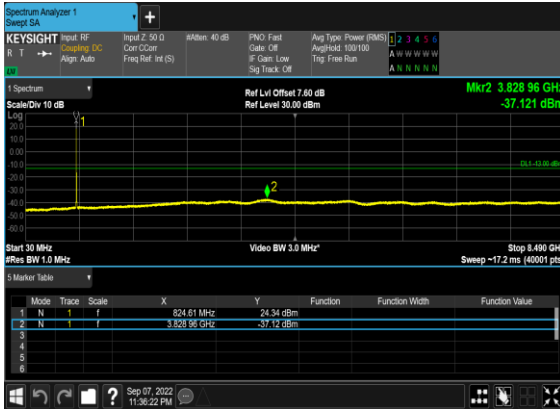 Spectrum Analyzer 1
Swept SA
+
KEYSIGHT
R T
LV
Input: RF
Coupling: DC
Align: Auto
Input Z: 50 Ω
Corr CCorr
Freq Ref: Int (S)
#Atten: 40 dB
PNO: Fast
Gate: Off
IF Gain: Low
Sig Track: Off
Avg Type: Power (RMS)
Avg|Hold: 100/100
Trig: Free Run
1 2 3 4 5 6
A W W W W W
A N N N N N
1 Spectrum
Scale/Div 10 dB
Ref Lvl Offset 7.60 dB
Ref Level 30.00 dBm
Mkr2 3.828 96 GHz
-37.121 dBm
Log
20.0
10.0
0.00
-10.0
-20.0
-30.0
-40.0
-50.0
-60.0
1
2
DL1 -13.00 dBm
Start 30 MHz
#Res BW 1.0 MHz
Video BW 3.0 MHz*
Stop 8.490 GHz
Sweep ~17.2 ms (40001 pts)
5 Marker Table
Mode Trace Scale X Y Function Function Width Function Value
1 N 1 f 824.61 MHz 24.34 dBm
2 N 1 f 3.828 96 GHz -37.12 dBm
3
4
5
6
?
Sep 07, 2022
11:36:22 PM